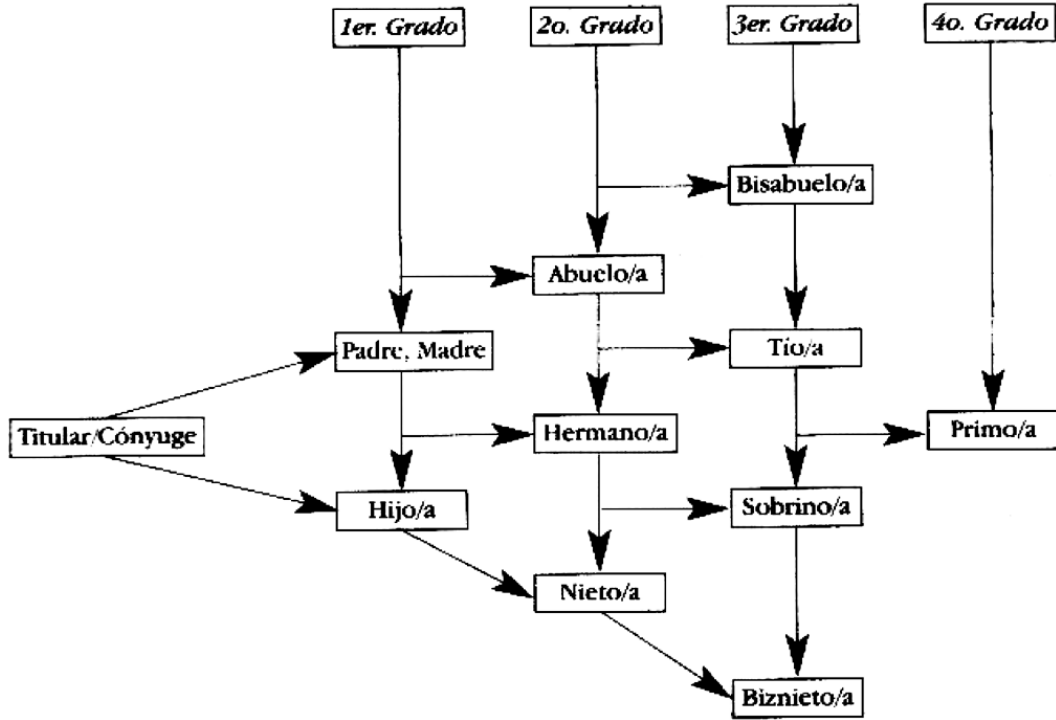 1er. Grado
2o. Grado
3er. Grado
4o. Grado
Bisabuelo/a
Abuelo/a
Padre, Madre
Tío/a
Titular/Cónyuge
Hermano/a
Primo/a
Hijo/a
Sobrino/a
Nieto/a
Biznieto/a